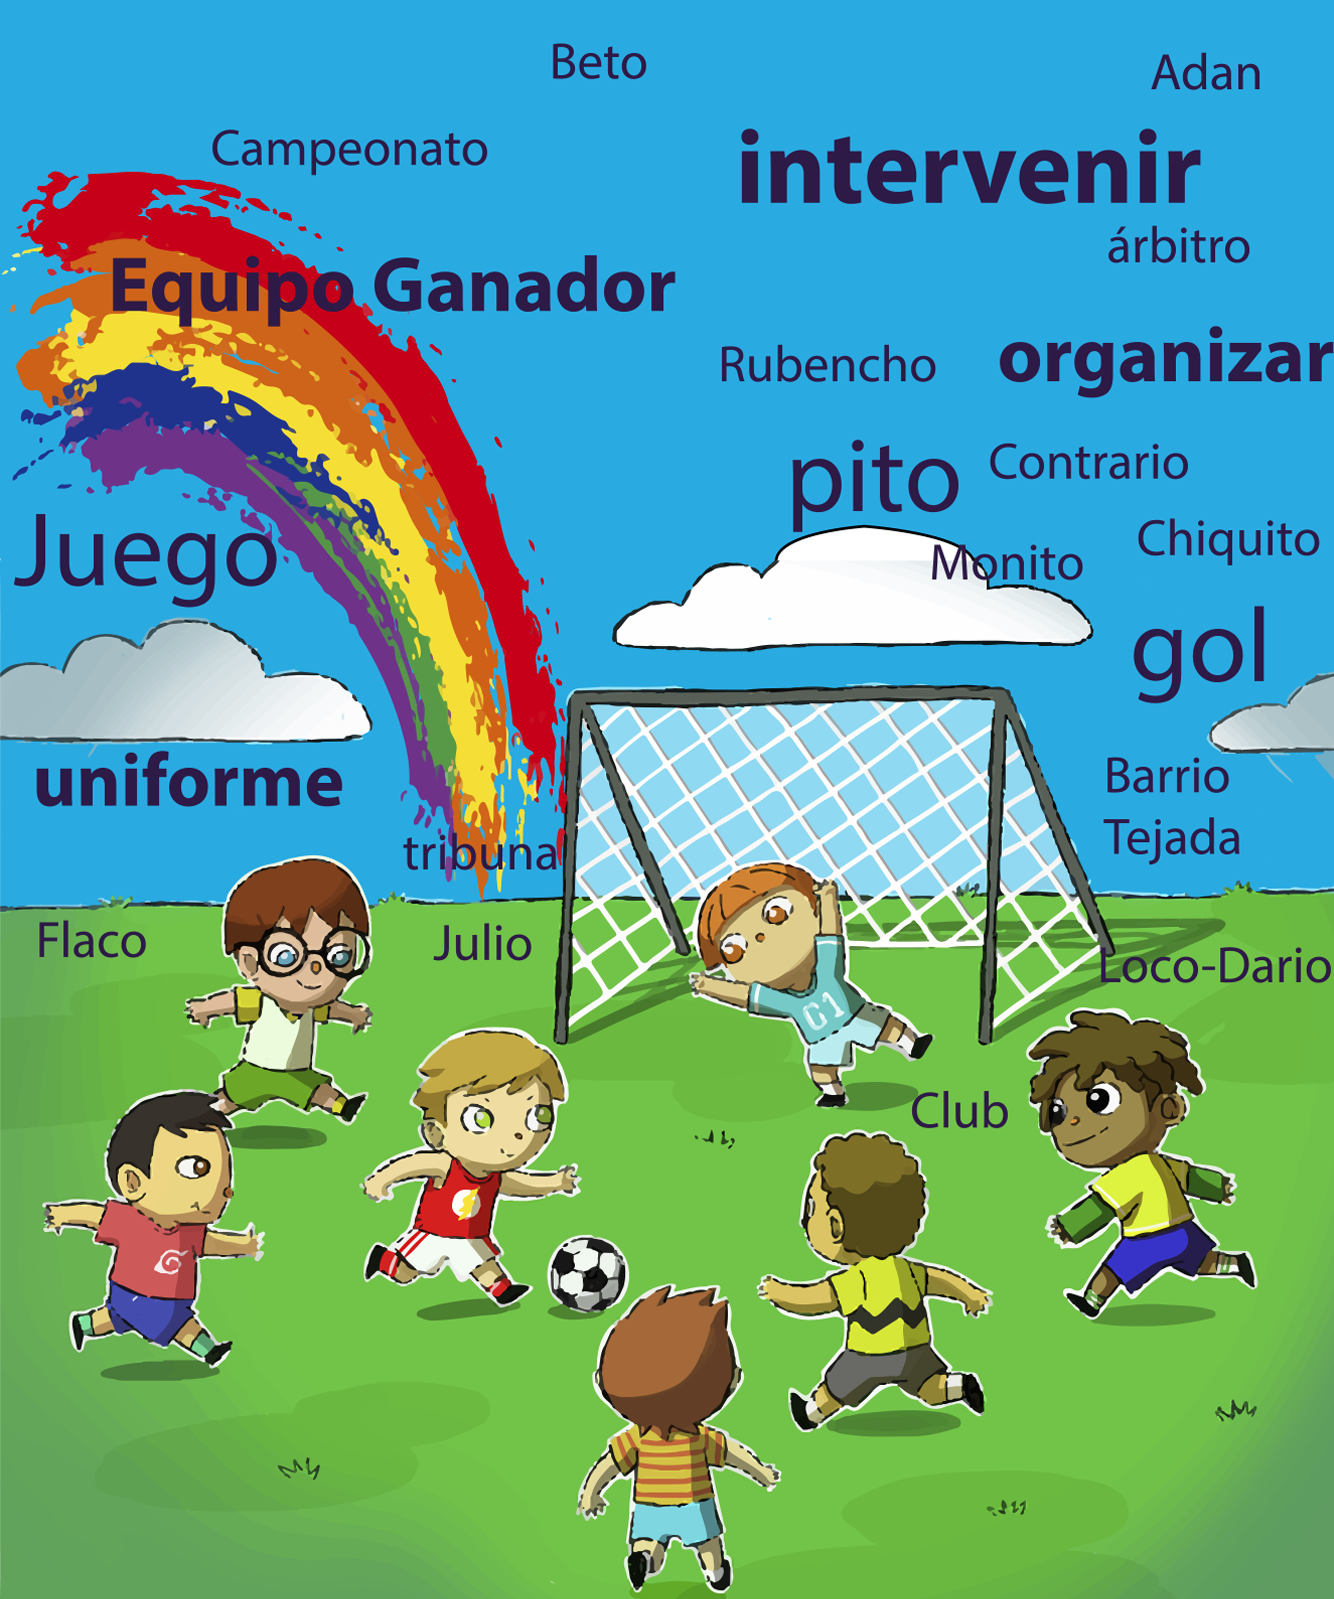 Beto
Adan
Campeonato
intervenir
árbitro
Equipo Ganador
Rubencho
organizar
pito
Contrario
Juego
Chiquito
Monito
gol
uniforme
Barrio
Tejada
tribuna
Flaco
Julio
Loco-Dario
01
Club